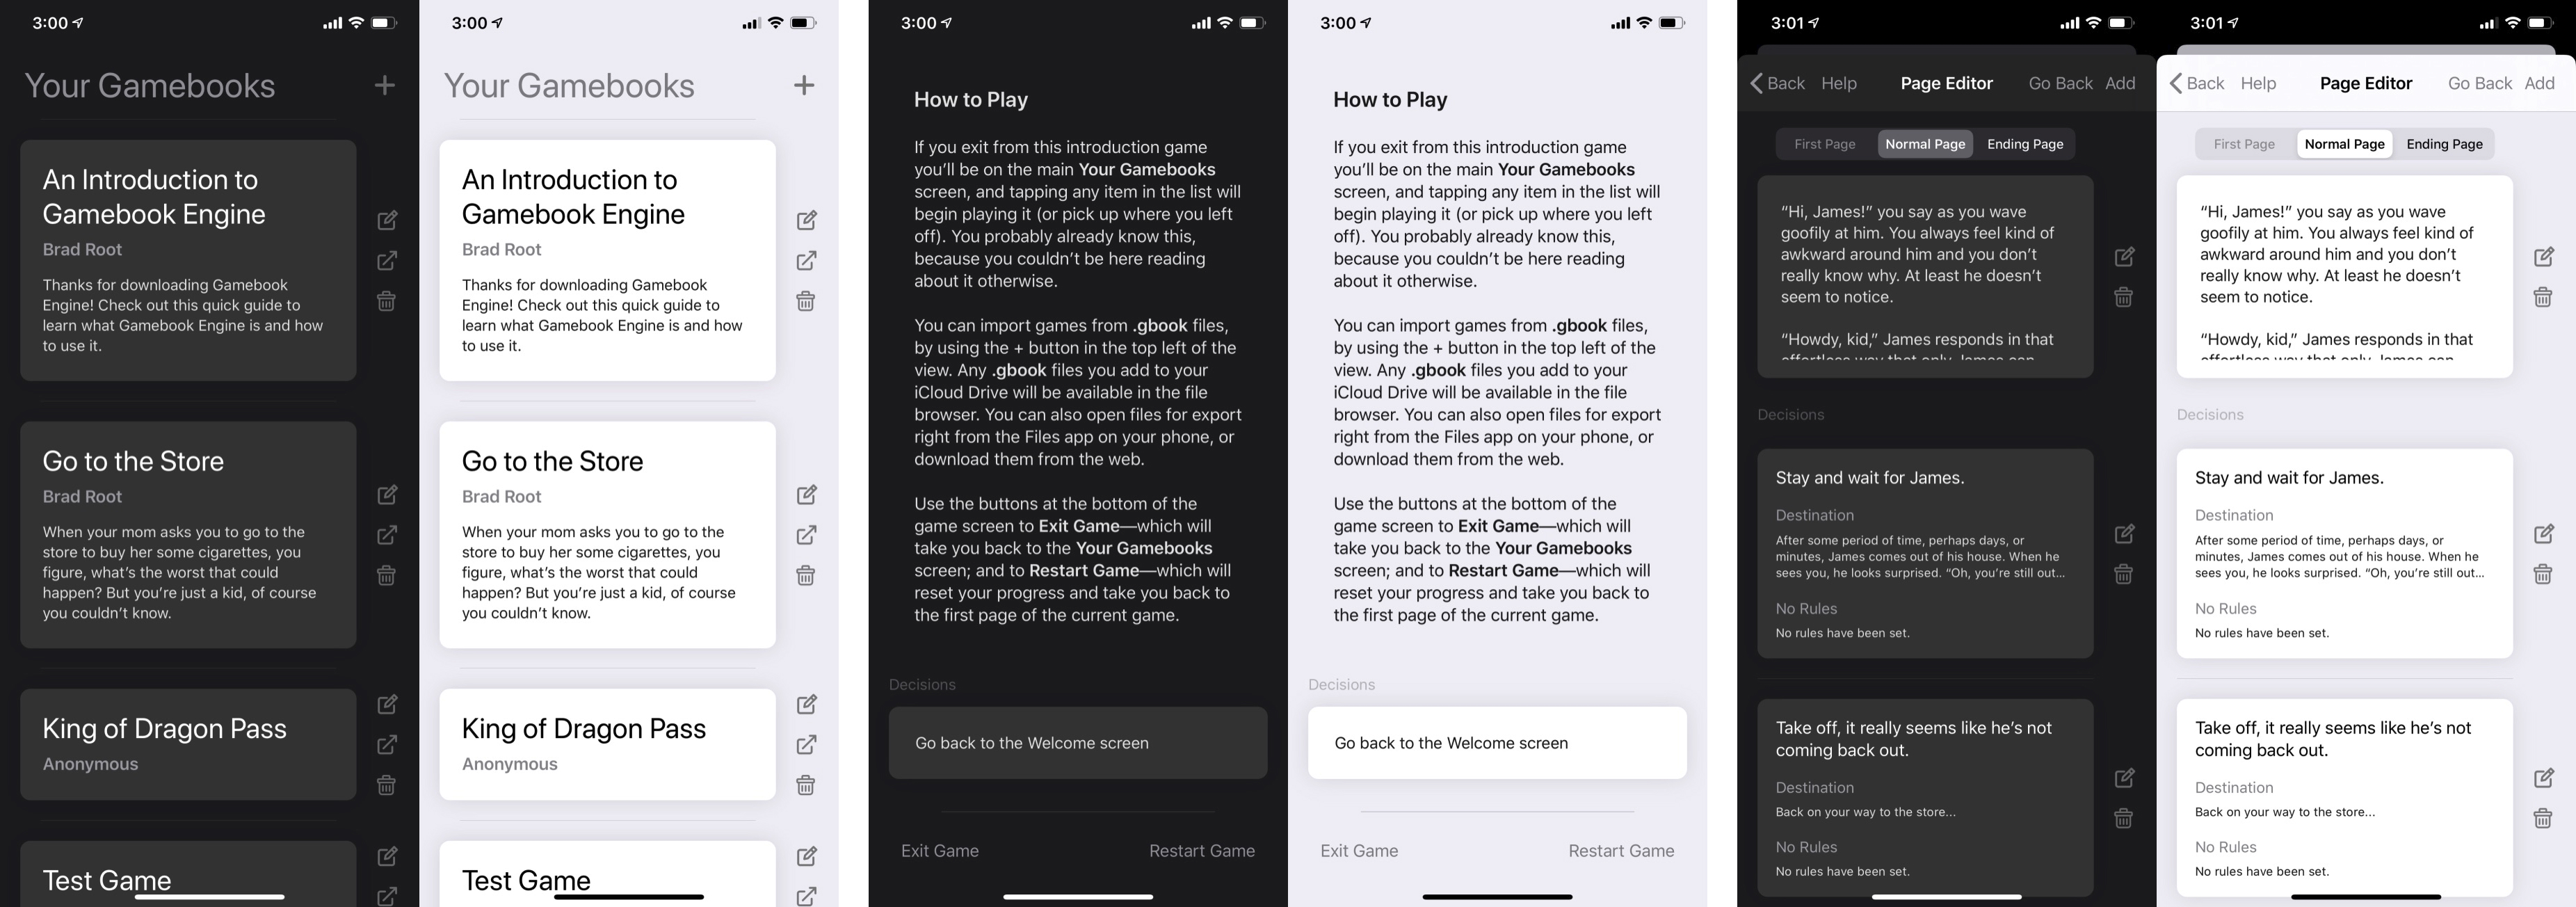 3:00
Your Gamebooks
+
An Introduction to
Gamebook Engine
Brad Root
Thanks for downloading Gamebook
Engine! Check out this quick guide to
learn what Gamebook Engine is and how
to use it.
Go to the Store
Brad Root
When your mom asks you to go to the
store to buy her some cigarettes, you
figure, what’s the worst that could
happen? But you’re just a kid, of course
you couldn’t know.
King of Dragon Pass
Anonymous
Test Game
3:00
Your Gamebooks
+
An Introduction to
Gamebook Engine
Brad Root
Thanks for downloading Gamebook
Engine! Check out this quick guide to
learn what Gamebook Engine is and how
to use it.
Go to the Store
Brad Root
When your mom asks you to go to the
store to buy her some cigarettes, you
figure, what’s the worst that could
happen? But you’re just a kid, of course
you couldn’t know.
King of Dragon Pass
Anonymous
Test Game
3:00
How to Play
If you exit from this introduction game
you’ll be on the main Your Gamebooks
screen, and tapping any item in the list will
begin playing it (or pick up where you left
off). You probably already know this,
because you couldn’t be here reading
about it otherwise.
You can import games from .gbook files,
by using the + button in the top left of the
view. Any .gbook files you add to your
iCloud Drive will be available in the file
browser. You can also open files for export
right from the Files app on your phone, or
download them from the web.
Use the buttons at the bottom of the
game screen to Exit Game—which will
take you back to the Your Gamebooks
screen; and to Restart Game—which will
reset your progress and take you back to
the first page of the current game.
Decisions
Go back to the Welcome screen
Exit Game Restart Game
3:00
How to Play
If you exit from this introduction game
you’ll be on the main Your Gamebooks
screen, and tapping any item in the list will
begin playing it (or pick up where you left
off). You probably already know this,
because you couldn’t be here reading
about it otherwise.
You can import games from .gbook files,
by using the + button in the top left of the
view. Any .gbook files you add to your
iCloud Drive will be available in the file
browser. You can also open files for export
right from the Files app on your phone, or
download them from the web.
Use the buttons at the bottom of the
game screen to Exit Game—which will
take you back to the Your Gamebooks
screen; and to Restart Game—which will
reset your progress and take you back to
the first page of the current game.
Decisions
Go back to the Welcome screen
Exit Game Restart Game
3:01
Back Help Page Editor Go Back Add
First Page Normal Page Ending Page
“Hi, James!” you say as you wave
goofily at him. You always feel kind of
awkward around him and you don’t
really know why. At least he doesn’t
seem to notice.
“Howdy, kid,” James responds in that
effortless way that only James can
Decisions
Stay and wait for James.
Destination
After some period of time, perhaps days, or
minutes, James comes out of his house. When he
sees you, he looks surprised. “Oh, you’re still out...
No Rules
No rules have been set.
Take off, it really seems like he’s not
coming back out.
Destination
Back on your way to the store...
No Rules
No rules have been set.
3:01
Back Help Page Editor Go Back Add
First Page Normal Page Ending Page
“Hi, James!” you say as you wave
goofily at him. You always feel kind of
awkward around him and you don’t
really know why. At least he doesn’t
seem to notice.
“Howdy, kid,” James responds in that
effortless way that only James can
Decisions
Stay and wait for James.
Destination
After some period of time, perhaps days, or
minutes, James comes out of his house. When he
sees you, he looks surprised. “Oh, you’re still out...
No Rules
No rules have been set.
Take off, it really seems like he’s not
coming back out.
Destination
Back on your way to the store...
No Rules
No rules have been set.